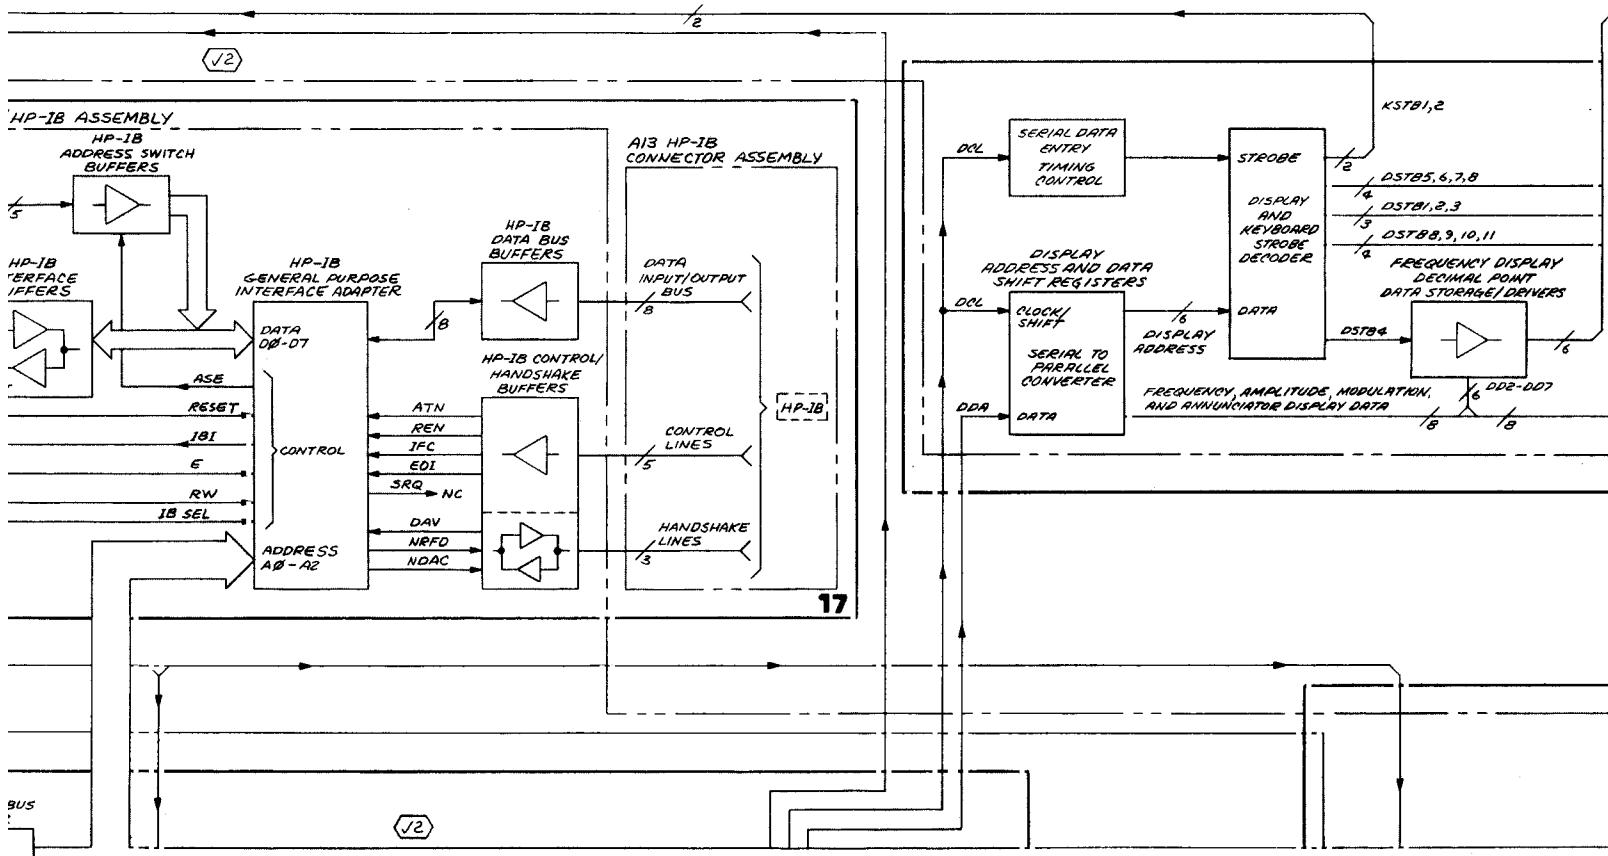 2
J2
KSTB1,2
HP-IB ASSEMBLY
HP-IB
ADDRESS SWITCH
BUFFERS
5
HP-IB
BUFFERS
HP-IB
GENERAL PURPOSE
INTERFACE ADAPTER
DATA
DØ-D7
8
ASE
RESET
IBI
E
RW
IB SEL
CONTROL
ADDRESS
AØ-A2
HP-IB
DATA BUS
BUFFERS
HP-IB CONTROL/
HANDSHAKE
BUFFERS
ATN
REN
IFC
EOI
SRQ
NC
DAV
NRFD
NDAC
A13 HP-IB
CONNECTOR ASSEMBLY
DATA
INPUT/OUTPUT
BUS
8
CONTROL
LINES
5
HANDSHAKE
LINES
3
HP-IB
17
DCL
SERIAL DATA
ENTRY
TIMING
CONTROL
STROBE
2
DISPLAY
AND
KEYBOARD
STROBE
DECODER
DATA
DSTB5,6,7,8
4
DSTB1,2,3
3
DSTB8,9,10,11
4
DISPLAY
ADDRESS AND DATA
SHIFT REGISTERS
DCL
CLOCK/
SHIFT
SERIAL TO
PARALLEL
CONVERTER
DDA
DATA
6
DISPLAY
ADDRESS
DSTB4
FREQUENCY DISPLAY
DECIMAL POINT
DATA STORAGE/DRIVERS
6
6
DD2-DD7
FREQUENCY, AMPLITUDE, MODULATION,
AND ANNUNCIATOR DISPLAY DATA
8
8
BUS
J2